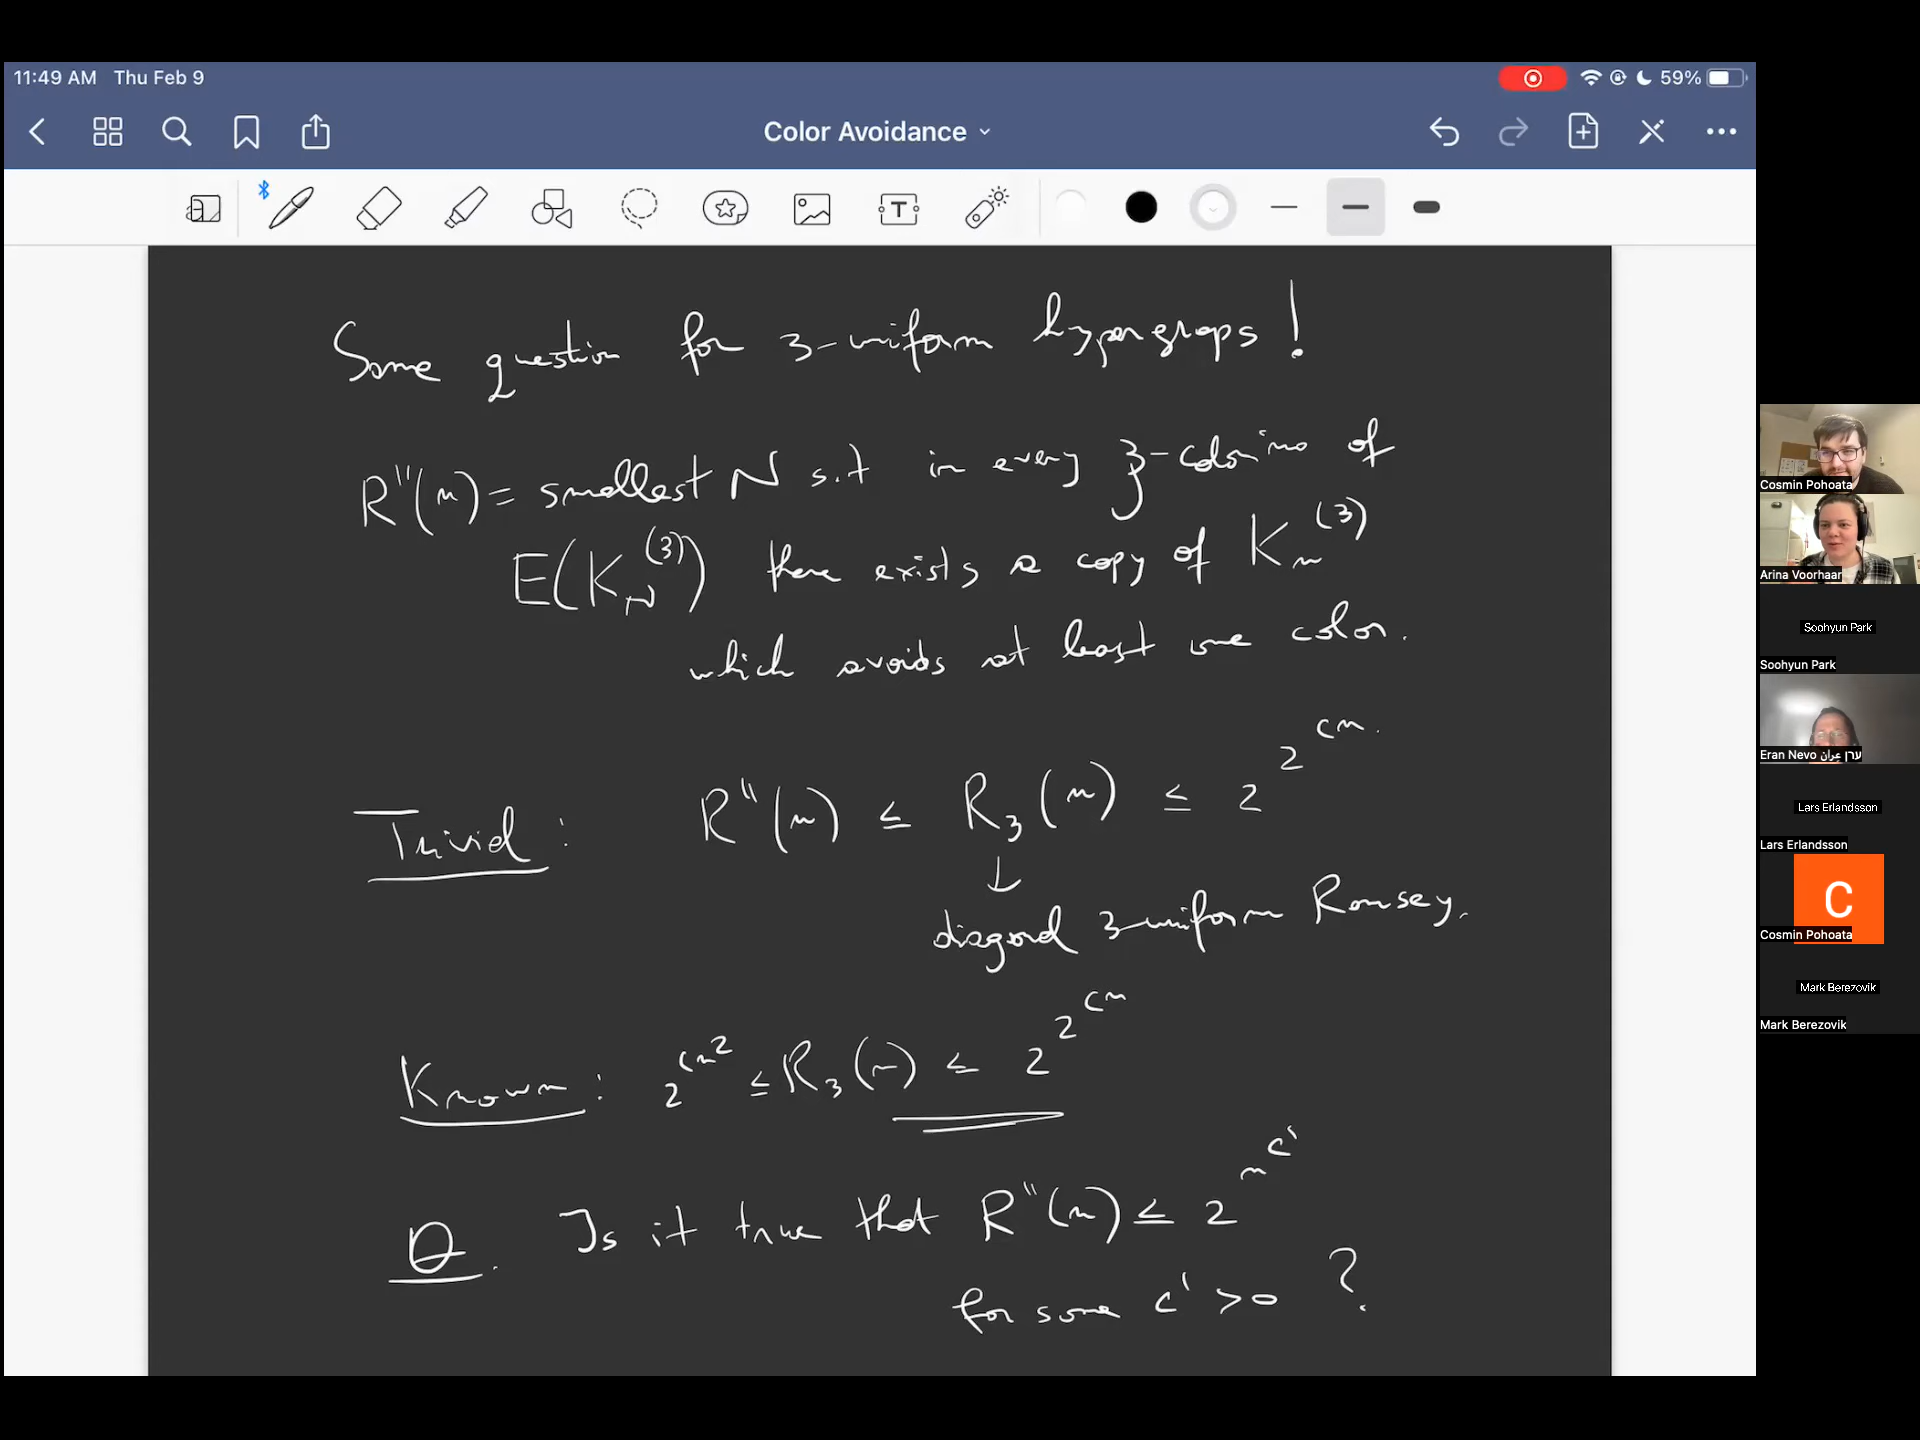 11:49 AM Thu Feb 9
59%
Color Avoidance
T
Same question for 3-uniform hypergraps!
R"(n) = smallest N s.t in every 3-coloring of
E(K_N^(3)) there exists a copy of K_n^(3)
which avoids at least one color.
Trivial: R"(n) ≤ R_3(n) ≤ 2^2^cn.
↓
diagonal 3-uniform Ramsey.
Known: 2^cn^2 ≤ R_3(n) ≤ 2^2^cn
Q. Is it true that R"(n) ≤ 2^n^c'
for some c' > 0 ?
Cosmin Pohoata
Arina Voorhaar
Soohyun Park
Soohyun Park
Eran Nevo ערן عران
Lars Erlandsson
Lars Erlandsson
C
Cosmin Pohoata
Mark Berezovik
Mark Berezovik